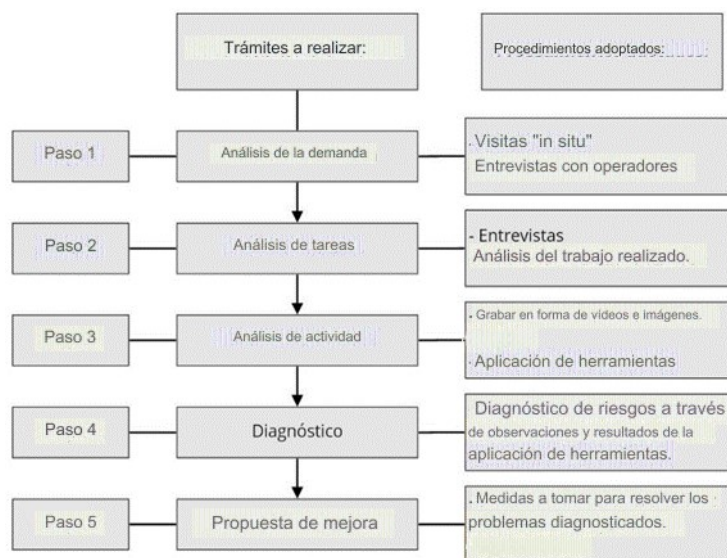 Trámites a realizar:
Procedimientos adoptados:
Paso 1
Análisis de la demanda
- Visitas "in situ"
Entrevistas con operadores
Paso 2
Análisis de tareas
- Entrevistas
Análisis del trabajo realizado.
Paso 3
Análisis de actividad
- Grabar en forma de vídeos e imágenes.
- Aplicación de herramientas
Paso 4
Diagnóstico
Diagnóstico de riesgos a través
de observaciones y resultados de la
aplicación de herramientas.
Paso 5
Propuesta de mejora
- Medidas a tomar para resolver los
problemas diagnosticados.